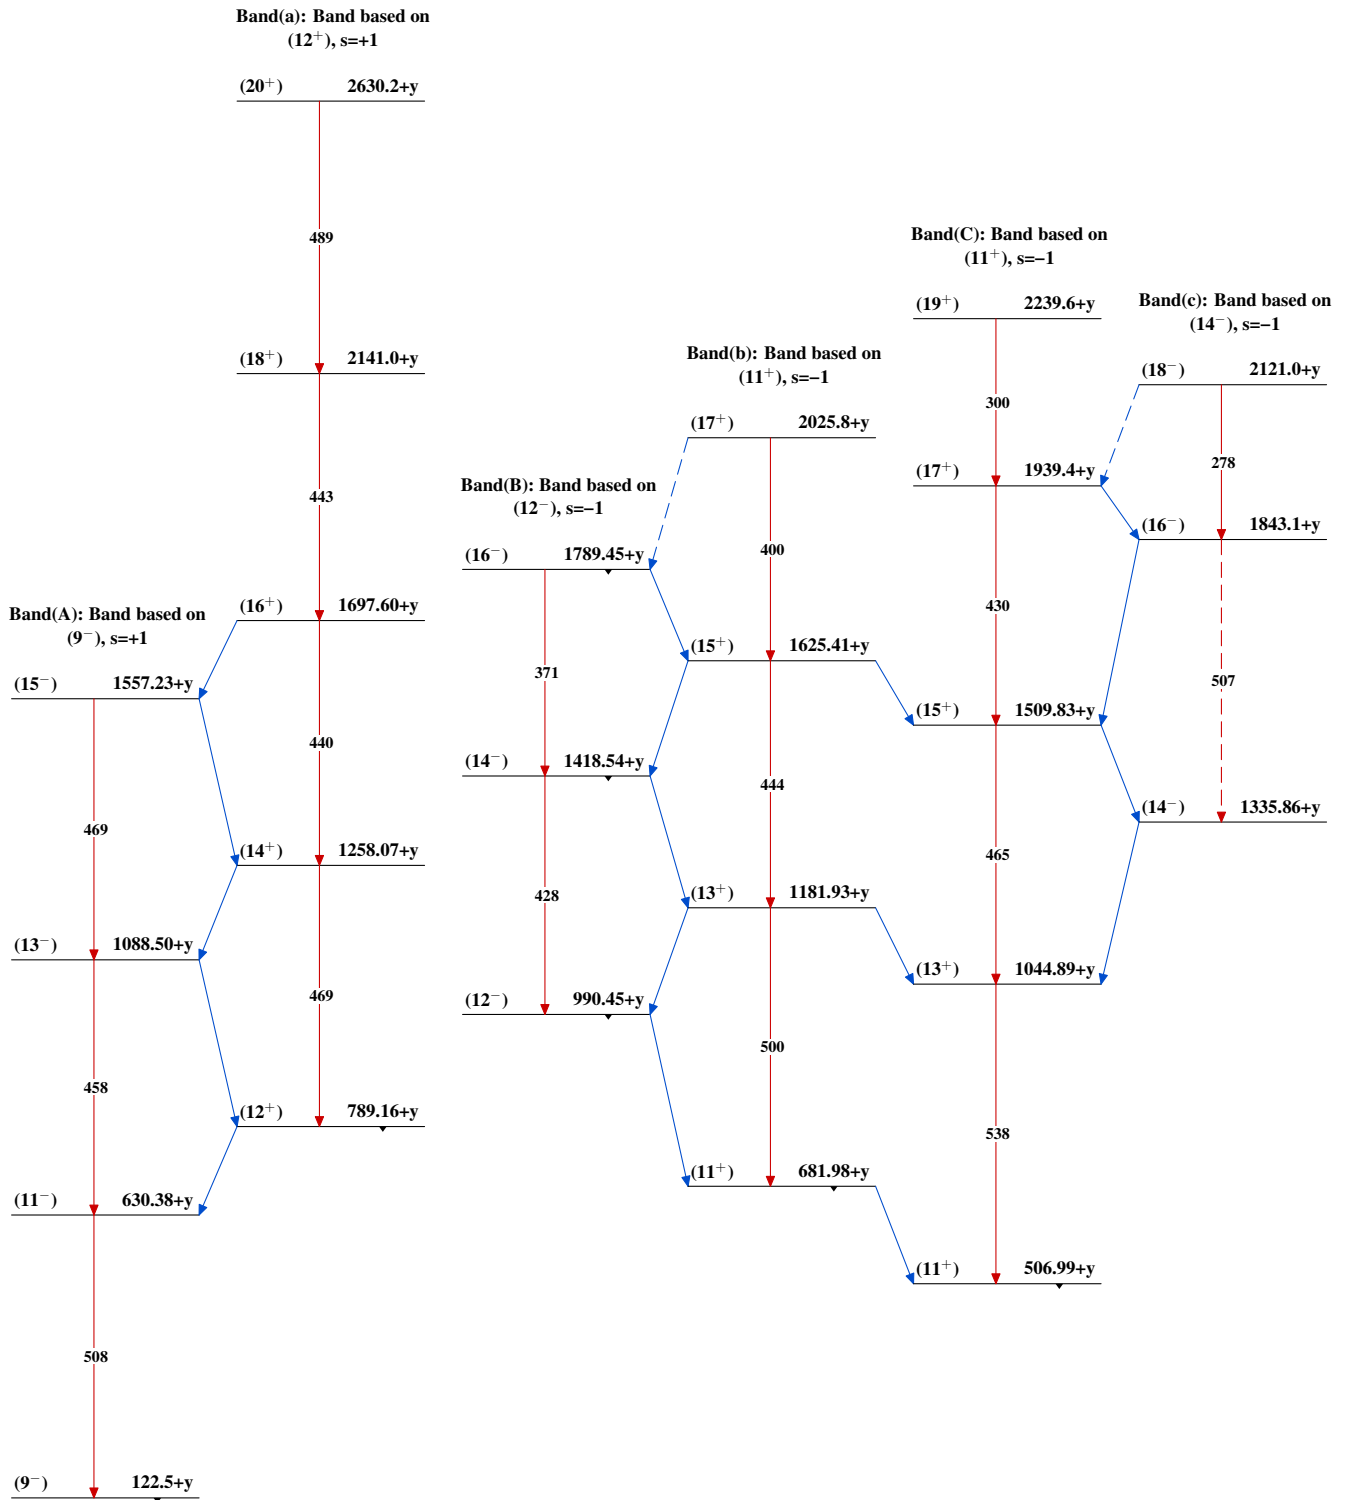 Band(a): Band based on
(12⁺), s=+1
(20⁺) 2630.2+y
489
(18⁺) 2141.0+y
443
(16⁺) 1697.60+y
440
(14⁺) 1258.07+y
469
(12⁺) 789.16+y
Band(A): Band based on
(9⁻), s=+1
(15⁻) 1557.23+y
469
(13⁻) 1088.50+y
458
(11⁻) 630.38+y
508
(9⁻) 122.5+y
Band(B): Band based on
(12⁻), s=−1
(16⁻) 1789.45+y
371
(14⁻) 1418.54+y
428
(12⁻) 990.45+y
Band(b): Band based on
(11⁺), s=−1
(17⁺) 2025.8+y
400
(15⁺) 1625.41+y
444
(13⁺) 1181.93+y
500
(11⁺) 681.98+y
Band(C): Band based on
(11⁺), s=−1
(19⁺) 2239.6+y
300
(17⁺) 1939.4+y
430
(15⁺) 1509.83+y
465
(13⁺) 1044.89+y
538
(11⁺) 506.99+y
Band(c): Band based on
(14⁻), s=−1
(18⁻) 2121.0+y
278
(16⁻) 1843.1+y
507
(14⁻) 1335.86+y